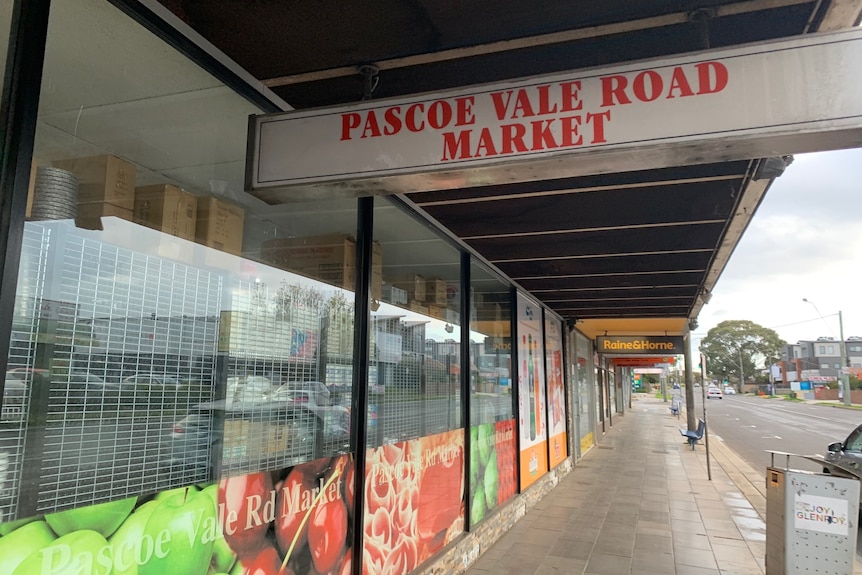 PASCOE VALE ROAD
MARKET
Raine&Horne.
Pascoe Vale Rd Market
Pascoe Vale Rd Market
JOY!
GLENROY